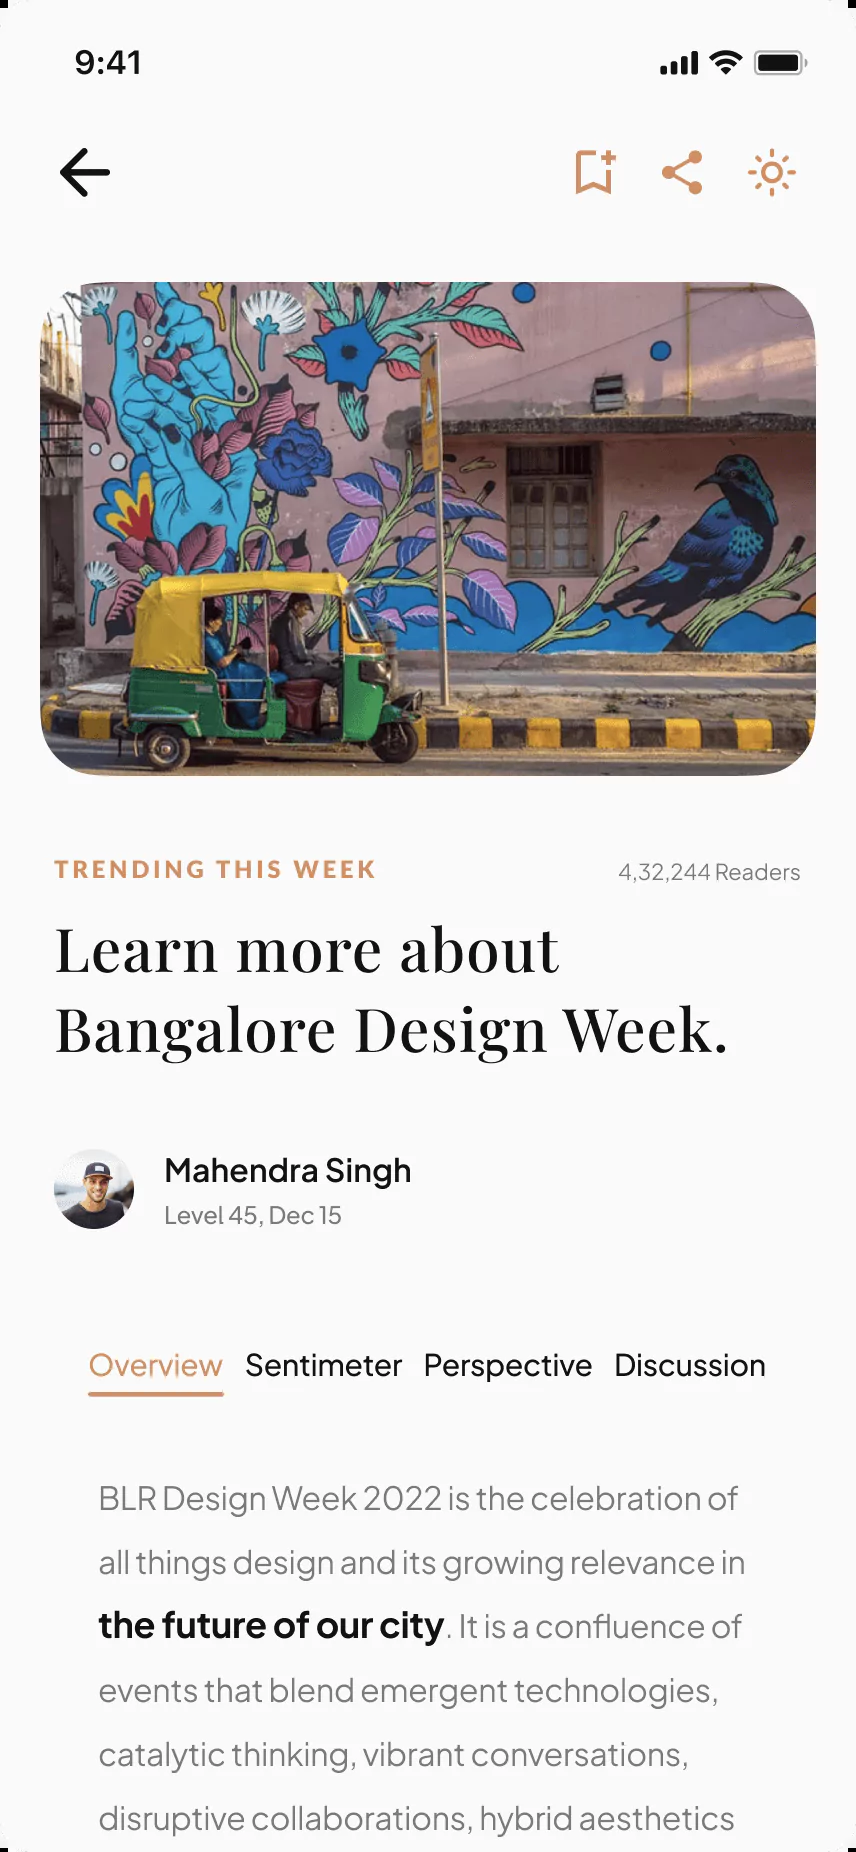 9:41
TRENDING THIS WEEK
4,32,244 Readers
Learn more about
Bangalore Design Week.
Mahendra Singh
Level 45, Dec 15
Overview Sentimeter Perspective Discussion
BLR Design Week 2022 is the celebration of
all things design and its growing relevance in
the future of our city. It is a confluence of
events that blend emergent technologies,
catalytic thinking, vibrant conversations,
disruptive collaborations, hybrid aesthetics